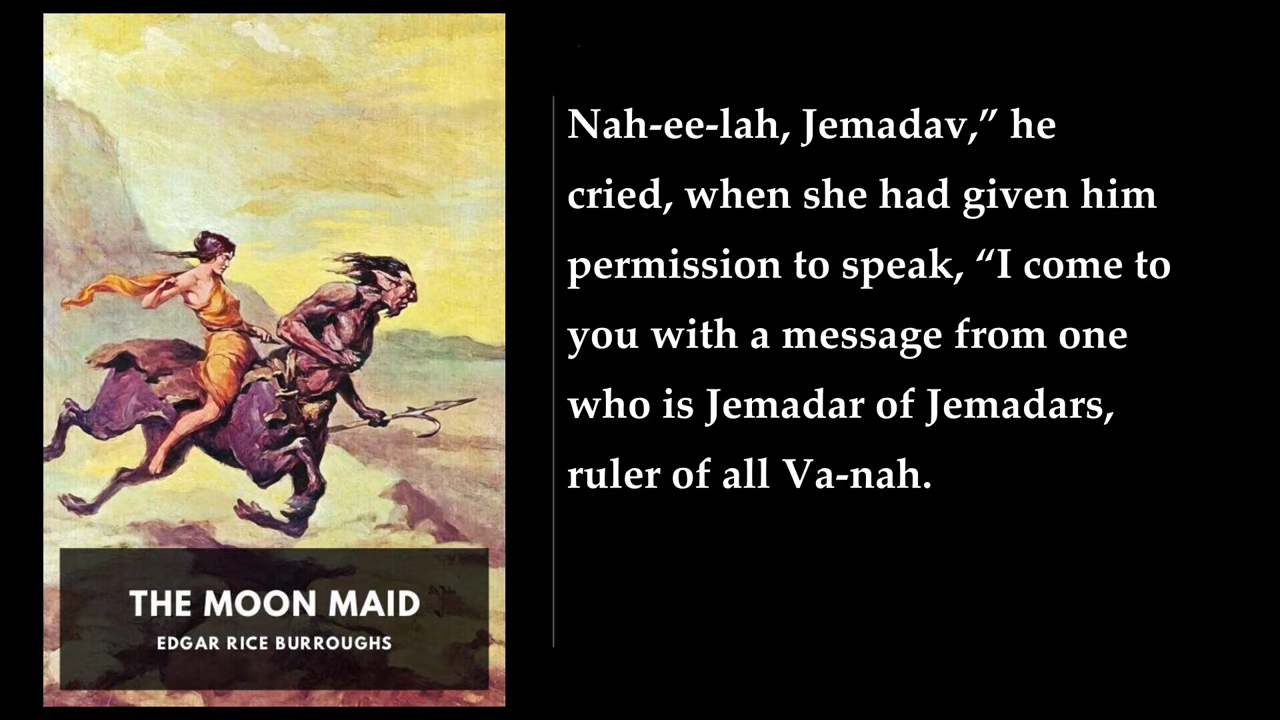 THE MOON MAID
EDGAR RICE BURROUGHS
Nah-ee-lah, Jemadav,” he
cried, when she had given him
permission to speak, “I come to
you with a message from one
who is Jemadar of Jemadars,
ruler of all Va-nah.